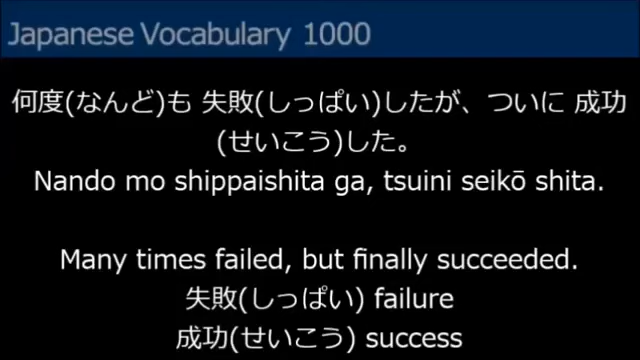 Japanese Vocabulary 1000
何度(なんど)も 失敗(しっぱい)したが、ついに 成功
(せいこう)した。
Nando mo shippaishita ga, tsuini seikō shita.
Many times failed, but finally succeeded.
失敗(しっぱい) failure
成功(せいこう) success